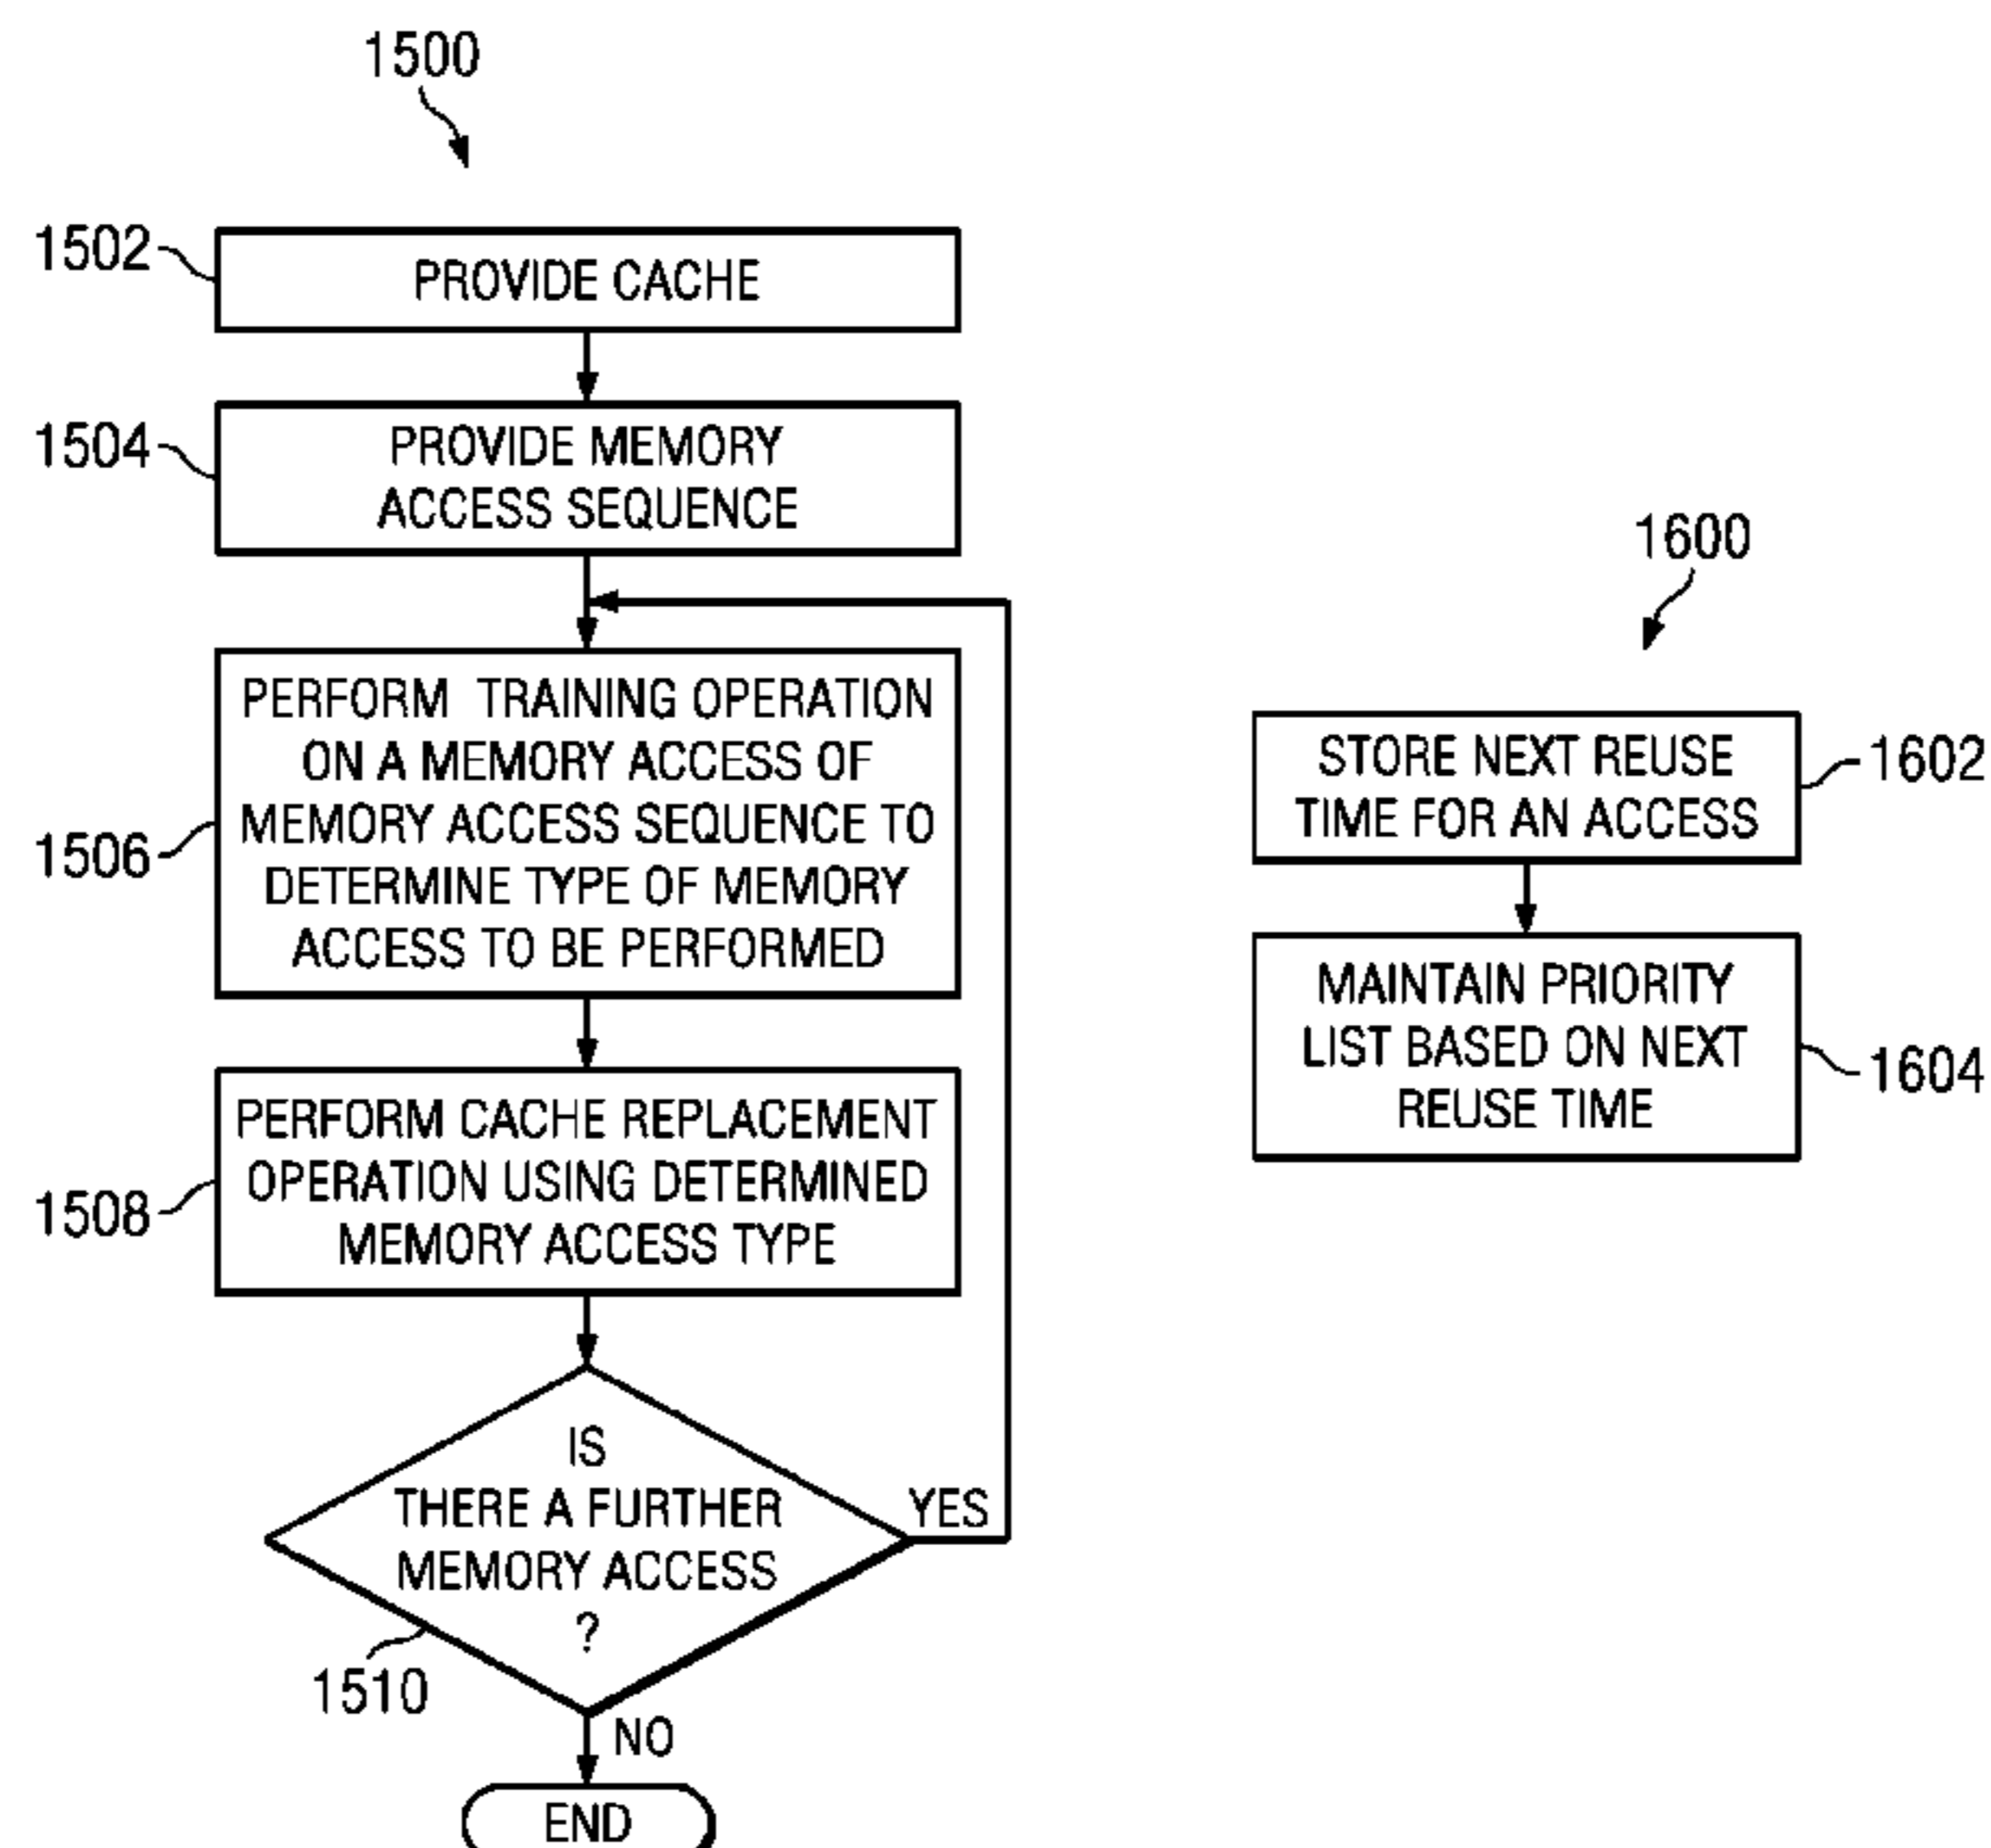 1500
1502
PROVIDE CACHE
1504
PROVIDE MEMORY
ACCESS SEQUENCE
1506
PERFORM TRAINING OPERATION
ON A MEMORY ACCESS OF
MEMORY ACCESS SEQUENCE TO
DETERMINE TYPE OF MEMORY
ACCESS TO BE PERFORMED
1508
PERFORM CACHE REPLACEMENT
OPERATION USING DETERMINED
MEMORY ACCESS TYPE
IS
THERE A FURTHER
MEMORY ACCESS
?
YES
1510
NO
END
1600
STORE NEXT REUSE
TIME FOR AN ACCESS
1602
MAINTAIN PRIORITY
LIST BASED ON NEXT
REUSE TIME
1604